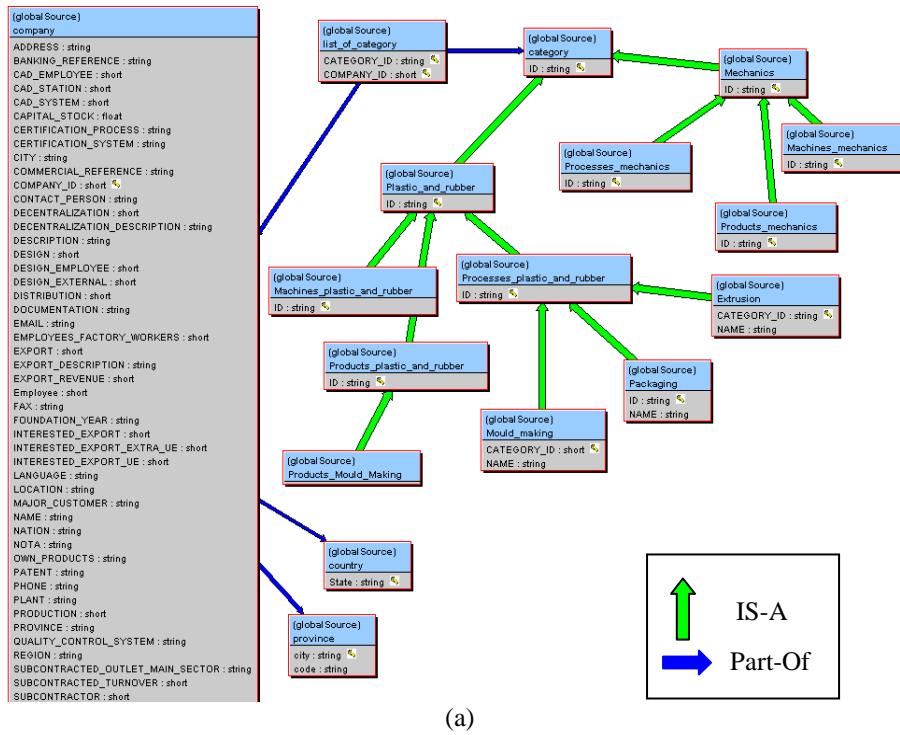 (global Source)
company
ADDRESS : string
BANKING_REFERENCE : string
CAD_EMPLOYEE : short
CAD_STATION : short
CAD_SYSTEM : short
CAPITAL_STOCK : float
CERTIFICATION_PROCESS : string
CERTIFICATION_SYSTEM : string
CITY : string
COMMERCIAL_REFERENCE : string
COMPANY_ID : short
CONTACT_PERSON : string
DECENTRALIZATION : short
DECENTRALIZATION_DESCRIPTION : string
DESCRIPTION : string
DESIGN : short
DESIGN_EMPLOYEE : short
DESIGN_EXTERNAL : short
DISTRIBUTION : short
DOCUMENTATION : string
EMAIL : string
EMPLOYEES_FACTORY_WORKERS : short
EXPORT : short
EXPORT_DESCRIPTION : string
EXPORT_REVENUE : short
Employee : short
FAX : string
FOUNDATION_YEAR : string
INTERESTED_EXPORT : short
INTERESTED_EXPORT_EXTRA_UE : short
INTERESTED_EXPORT_UE : short
LANGUAGE : string
LOCATION : string
MAJOR_CUSTOMER : string
NAME : string
NATION : string
NOTA : string
OWN_PRODUCTS : string
PATENT : string
PHONE : string
PLANT : string
PRODUCTION : short
PROVINCE : string
QUALITY_CONTROL_SYSTEM : string
REGION : string
SUBCONTRACTED_OUTLET_MAIN_SECTOR : string
SUBCONTRACTED_TURNOVER : short
SUBCONTRACTOR : short
(global Source)
list_of_category
CATEGORY_ID : string
COMPANY_ID : short
(global Source)
category
ID : string
(global Source)
Mechanics
ID : string
(global Source)
Processes_mechanics
ID : string
(global Source)
Machines_mechanics
ID : string
(global Source)
Products_mechanics
ID : string
(global Source)
Plastic_and_rubber
ID : string
(global Source)
Machines_plastic_and_rubber
ID : string
(global Source)
Processes_plastic_and_rubber
ID : string
(global Source)
Extrusion
CATEGORY_ID : string
NAME : string
(global Source)
Products_plastic_and_rubber
ID : string
(global Source)
Packaging
ID : string
NAME : string
(global Source)
Mould_making
CATEGORY_ID : short
NAME : string
(global Source)
Products_Mould_Making
(global Source)
country
State : string
(global Source)
province
city : string
code : string
IS-A
Part-Of
(a)